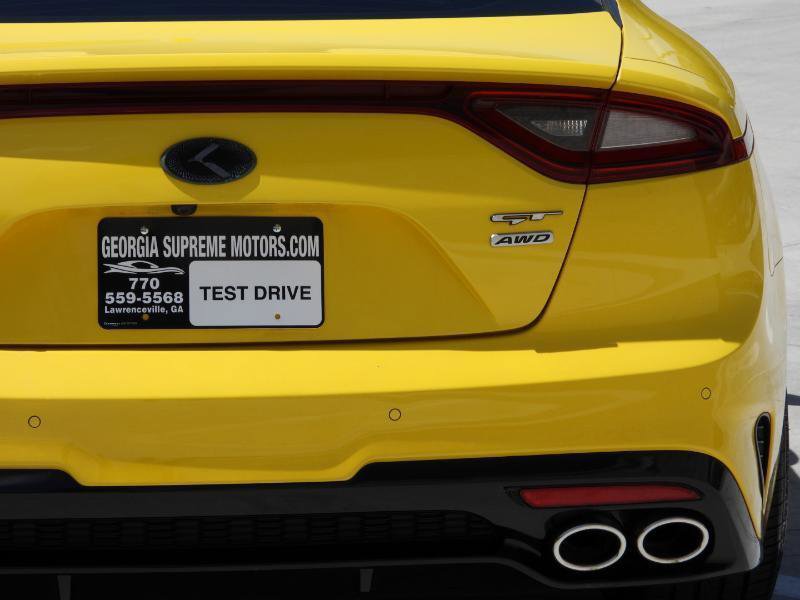 GT
AWD
GEORGIA SUPREME MOTORS.COM
770
559-5568
Lawrenceville, GA
TEST DRIVE